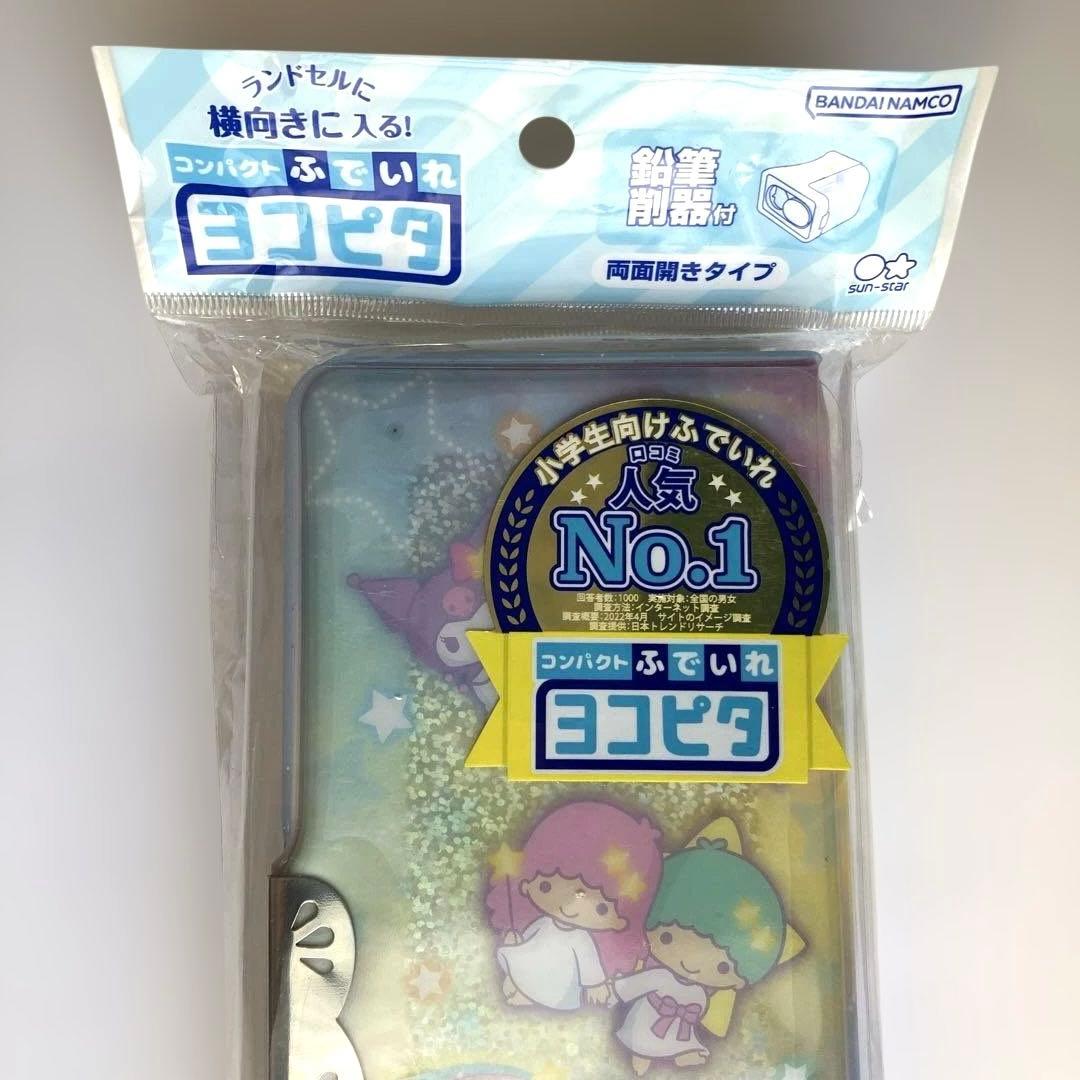 ランドセルに
横向きに入る!
コンパクト ふでいれ
ヨコピタ
BANDAI NAMCO
鉛筆
削器付
両面開きタイプ
sun-star
小学生向けふでいれ
口コミ
人気
No.1
回答者数:1000 実施対象:全国の男女
調査方法:インターネット調査
調査概要:2022年4月 サイトのイメージ調査
調査提供:日本トレンドリサーチ
コンパクト ふでいれ
ヨコピタ